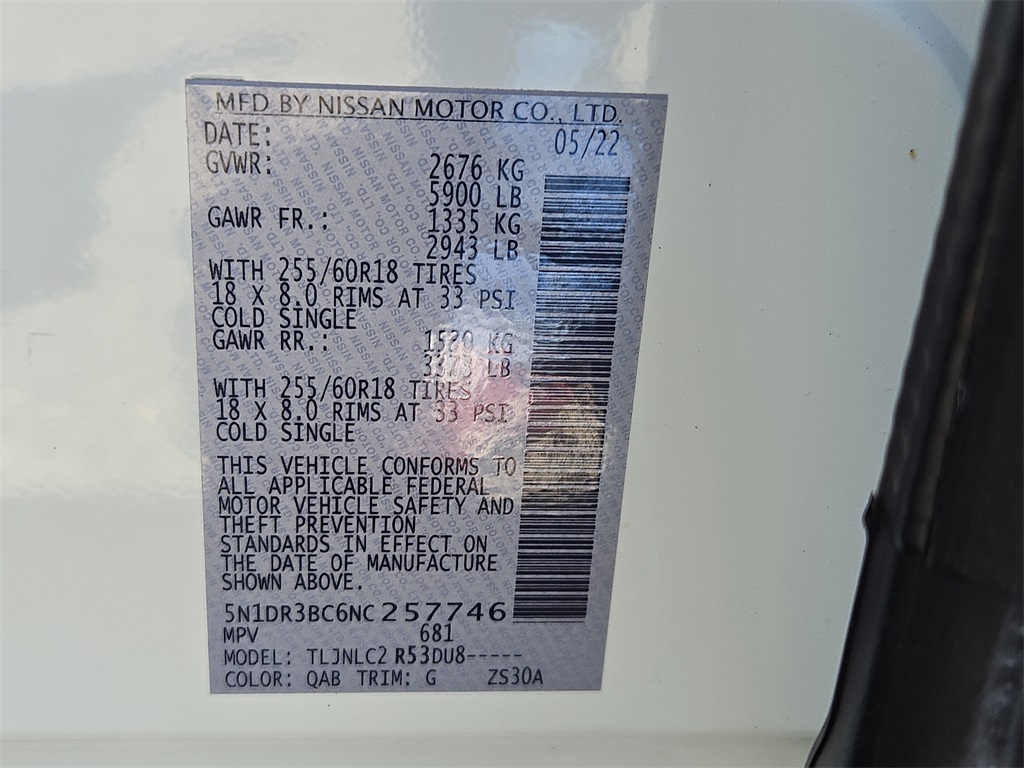 MFD BY NISSAN MOTOR CO., LTD.
DATE: 05/22
GVWR: 2676 KG
5900 LB
GAWR FR.: 1335 KG
2943 LB
WITH 255/60R18 TIRES
18 X 8.0 RIMS AT 33 PSI
COLD SINGLE
GAWR RR.: 1530 KG
3373 LB
WITH 255/60R18 TIRES
18 X 8.0 RIMS AT 33 PSI
COLD SINGLE
THIS VEHICLE CONFORMS TO
ALL APPLICABLE FEDERAL
MOTOR VEHICLE SAFETY AND
THEFT PREVENTION
STANDARDS IN EFFECT ON
THE DATE OF MANUFACTURE
SHOWN ABOVE.
5N1DR3BC6NC257746
MPV 681
MODEL: TLJNLC2 R53DU8-----
COLOR: QAB TRIM: G ZS30A